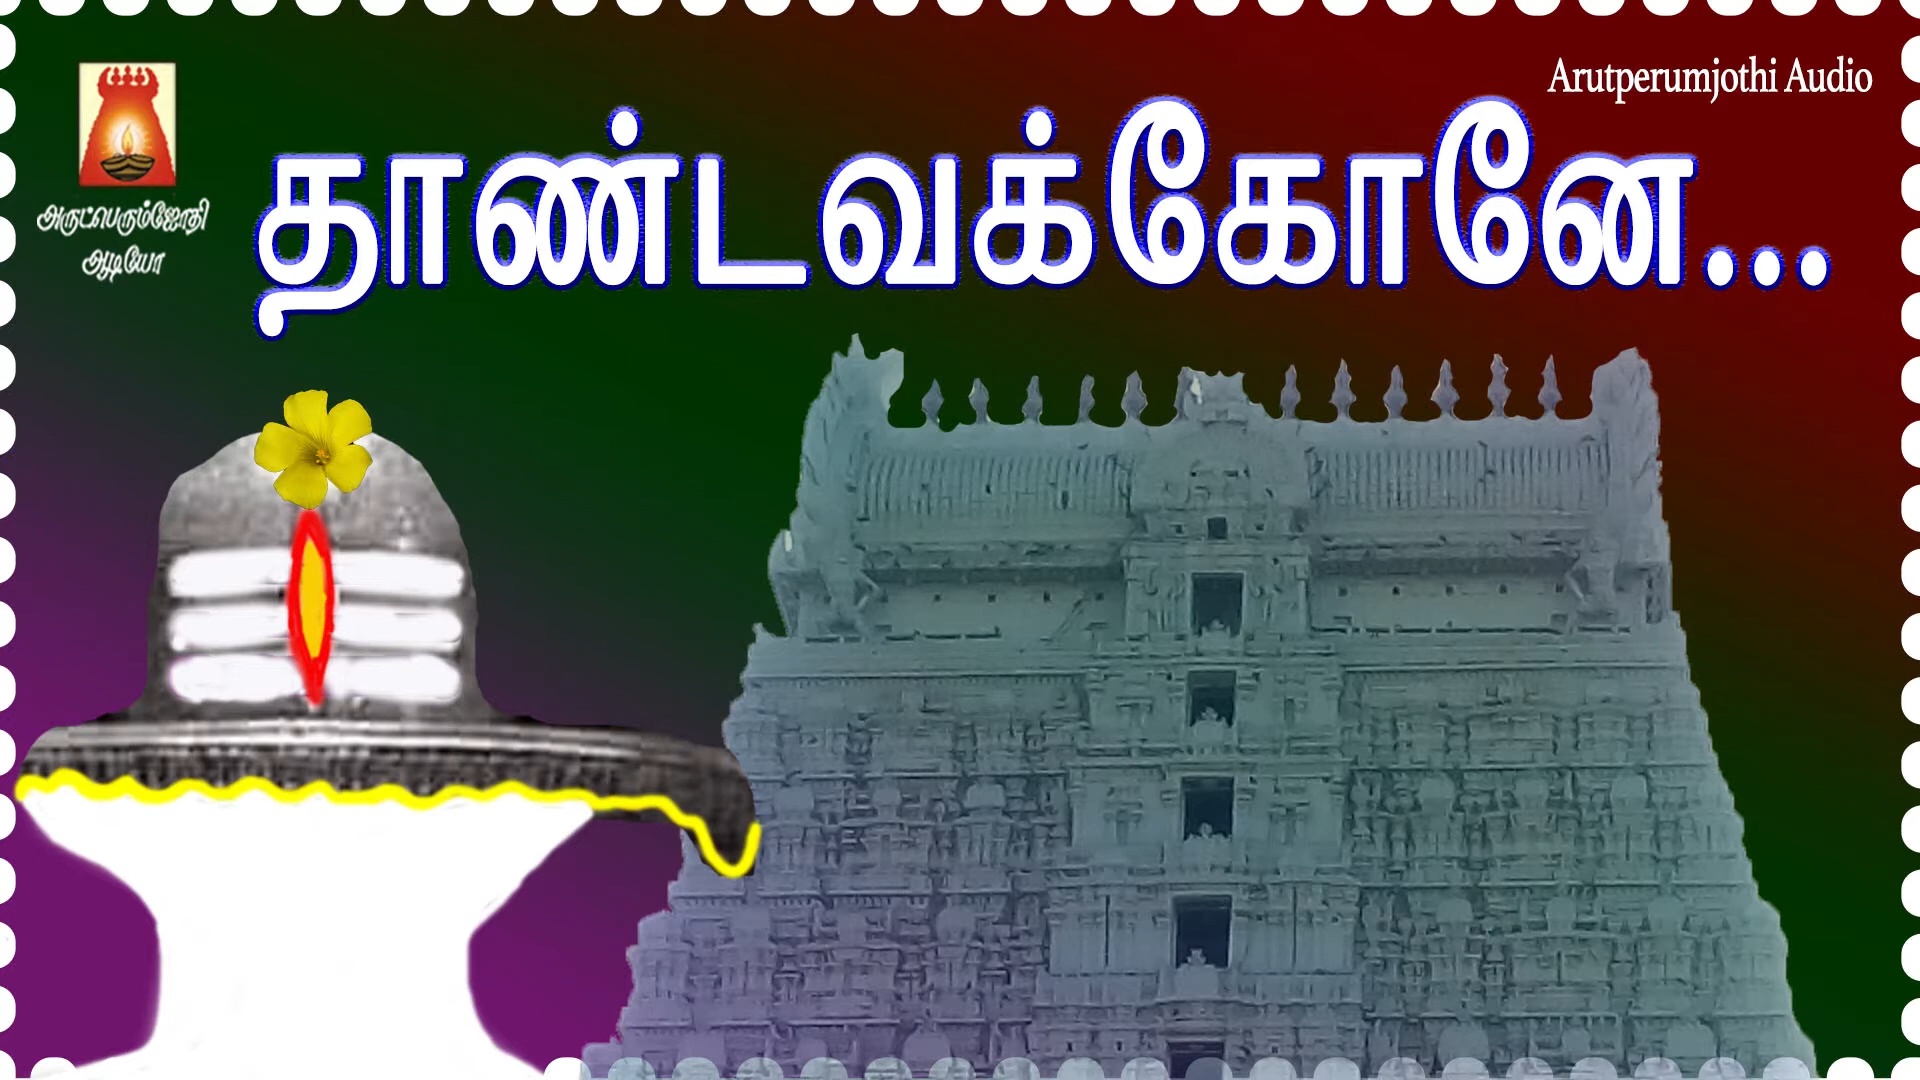 Arutperumjothi Audio
தாண்டவக்கோனே...
அருட்பெரும்ஜோதி
ஆடியோ